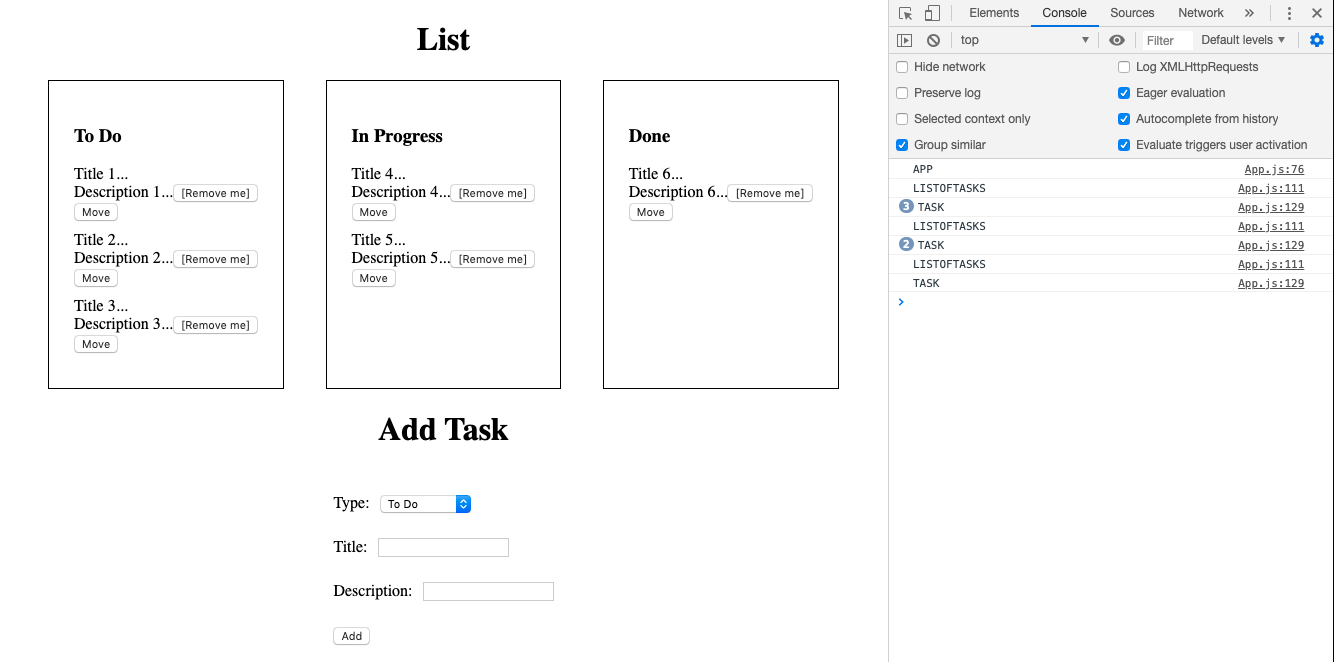 List
To Do
Title 1...
Description 1...[Remove me]
Move
Title 2...
Description 2...[Remove me]
Move
Title 3...
Description 3...[Remove me]
Move
In Progress
Title 4...
Description 4...[Remove me]
Move
Title 5...
Description 5...[Remove me]
Move
Done
Title 6...
Description 6...[Remove me]
Move
Add Task
Type: To Do
Title:
Description:
Add
Elements Console Sources Network »
top Filter Default levels
Hide network Log XMLHttpRequests
Preserve log Eager evaluation
Selected context only Autocomplete from history
Group similar Evaluate triggers user activation
APP App.js:76
LISTOFTASKS App.js:111
3 TASK App.js:129
LISTOFTASKS App.js:111
2 TASK App.js:129
LISTOFTASKS App.js:111
TASK App.js:129